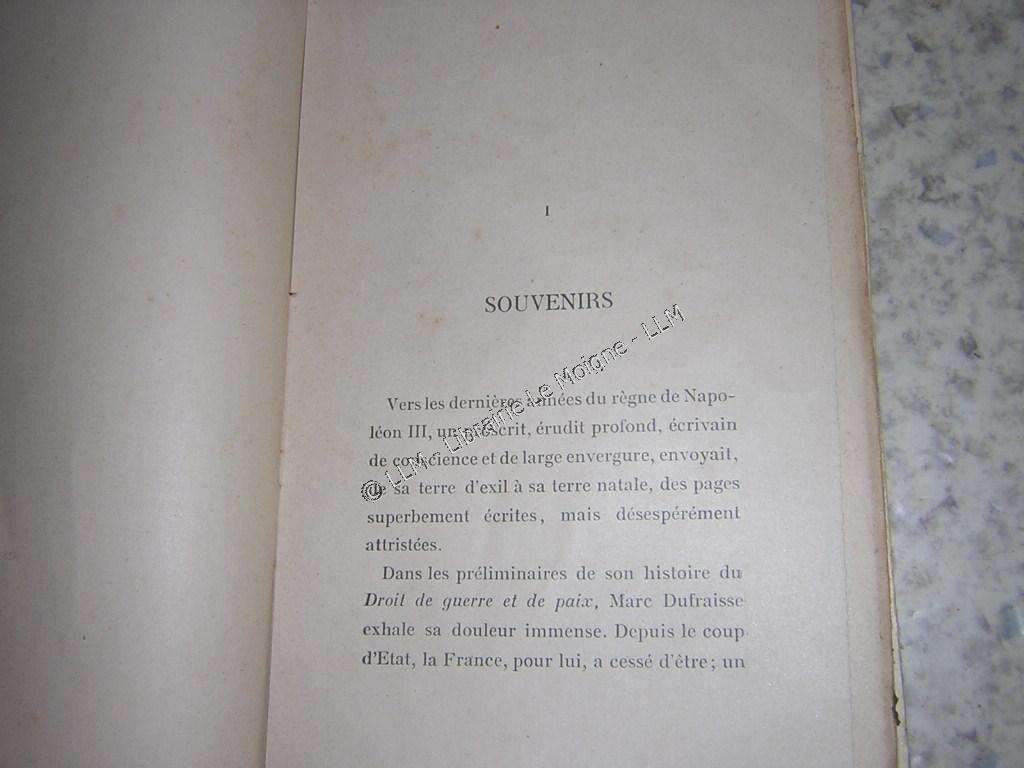 I
SOUVENIRS
Vers les dernières années du règne de Napo-
léon III, un proscrit, érudit profond, écrivain
de conscience et de large envergure, envoyait,
de sa terre d'exil à sa terre natale, des pages
superbement écrites, mais désespérément
attristées.
Dans les préliminaires de son histoire du
Droit de guerre et de paix, Marc Dufraisse
exhale sa douleur immense. Depuis le coup
d'Etat, la France, pour lui, a cessé d'être; un
© LLM - Librairie Le Moigne - LLM